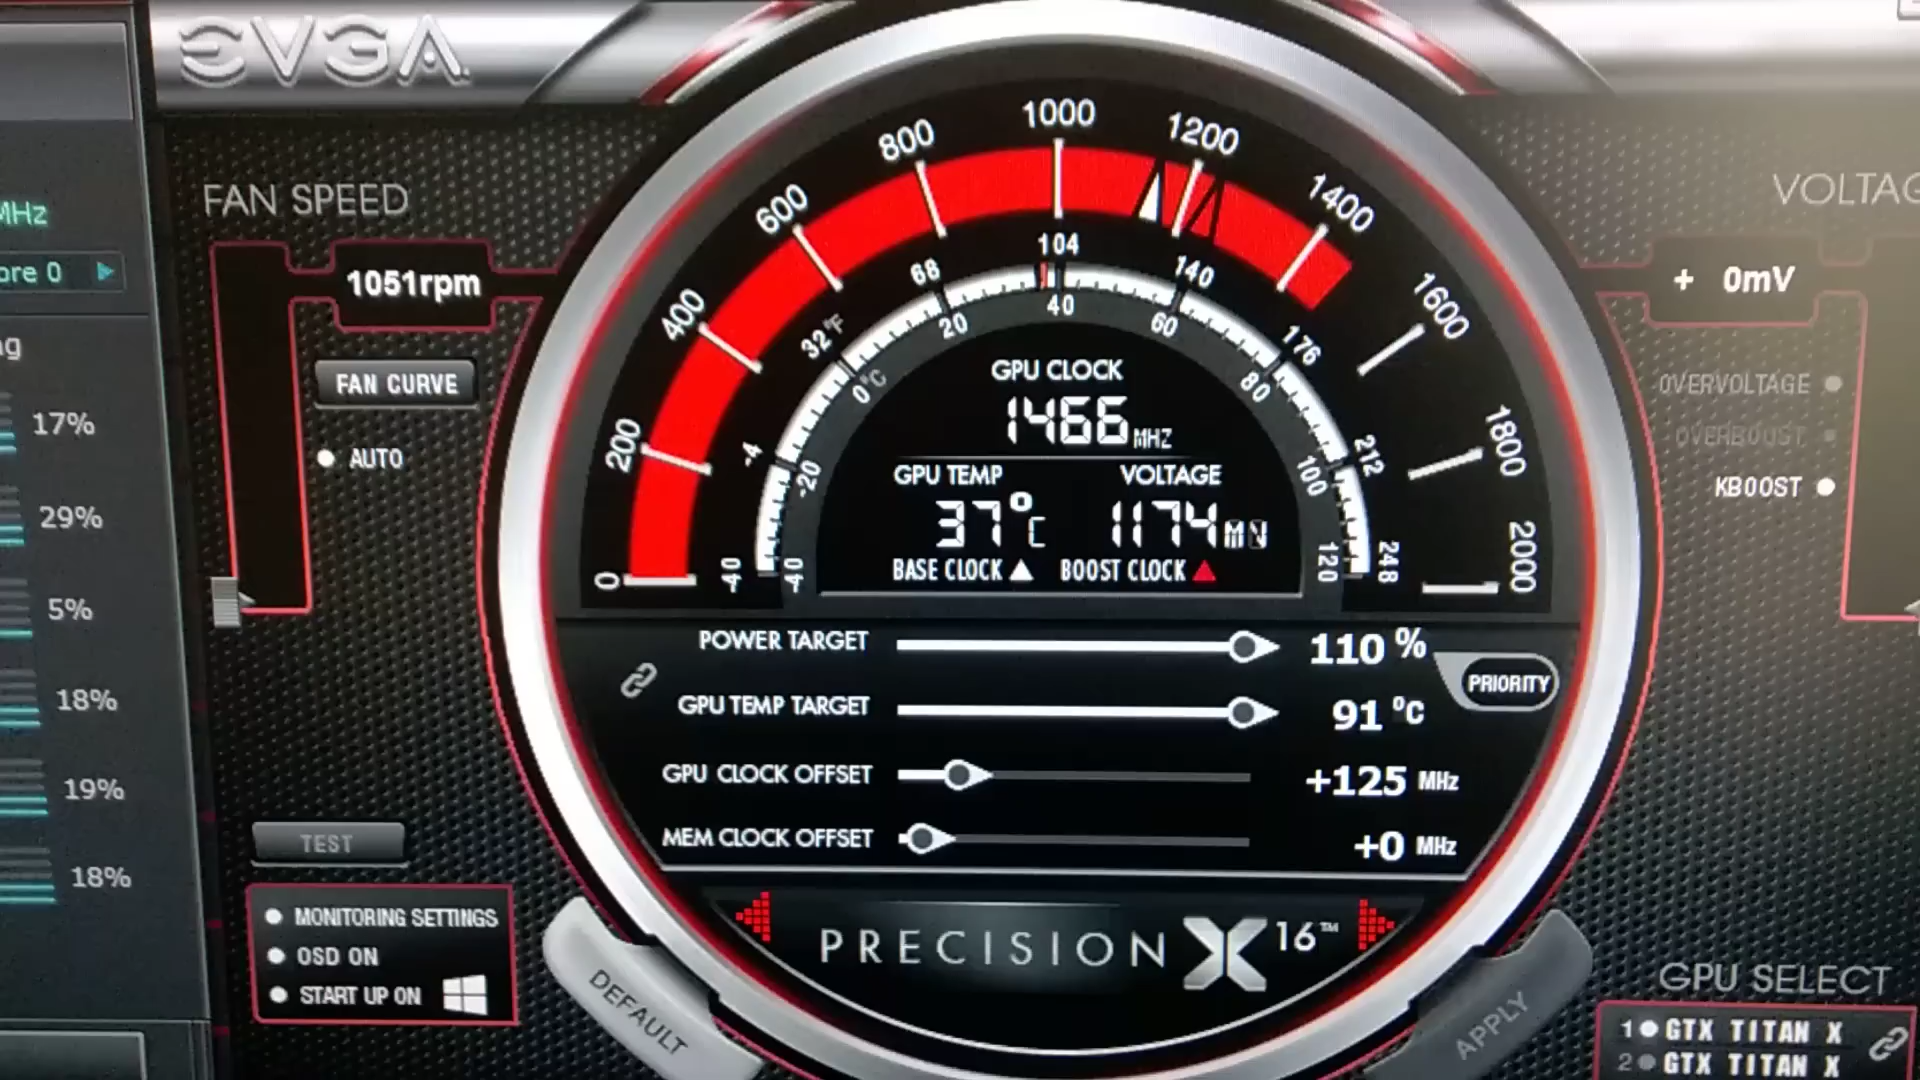 EVGA
MHz
ore 0
ng
17%
29%
5%
18%
19%
18%
FAN SPEED
1051rpm
FAN CURVE
AUTO
TEST
MONITORING SETTINGS
OSD ON
START UP ON
0 200 400 600 800 1000 1200 1400 1600 1800 2000
-40 -4 32°F 68 104 140 176 212 248
-40 -20 0°C 20 40 60 80 100 120
GPU CLOCK
1466 MHZ
GPU TEMP VOLTAGE
37°C 1174mV
BASE CLOCK BOOST CLOCK
POWER TARGET 110 %
GPU TEMP TARGET 91 °C
PRIORITY
GPU CLOCK OFFSET +125 MHz
MEM CLOCK OFFSET +0 MHz
PRECISION X 16™
DEFAULT
APPLY
VOLTAG
+ 0mV
OVERVOLTAGE
OVERBOOST
KBOOST
GPU SELECT
1 GTX TITAN X
2 GTX TITAN X